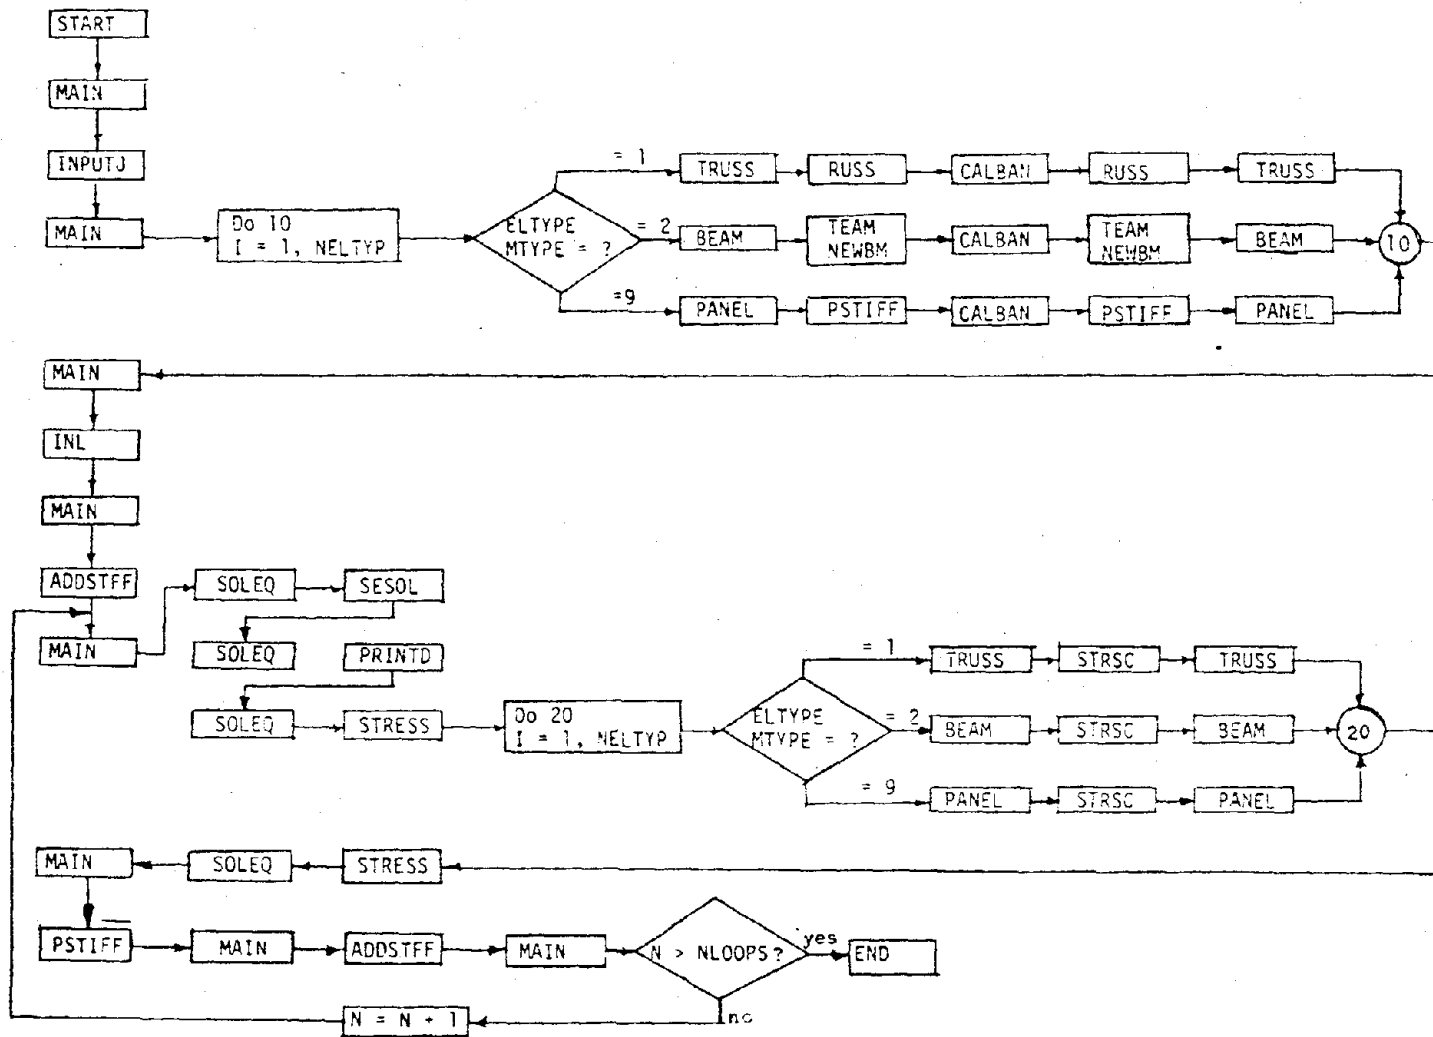 START
MAIN
INPUTJ
MAIN
Do 10
I = 1, NELTYP
ELTYPE
MTYPE = ?
= 1
TRUSS
RUSS
CALBAN
RUSS
TRUSS
= 2
BEAM
TEAM
NEWBM
CALBAN
TEAM
NEWBM
BEAM
=9
PANEL
PSTIFF
CALBAN
PSTIFF
PANEL
10
MAIN
INL
MAIN
ADDSTFF
MAIN
SOLEQ
SESOL
SOLEQ
PRINTD
SOLEQ
STRESS
Do 20
I = 1, NELTYP
ELTYPE
MTYPE = ?
= 1
TRUSS
STRSC
TRUSS
= 2
BEAM
STRSC
BEAM
= 9
PANEL
STRSC
PANEL
20
MAIN
SOLEQ
STRESS
PSTIFF
MAIN
ADDSTFF
MAIN
N > NLOOPS?
yes
END
no
N = N + 1